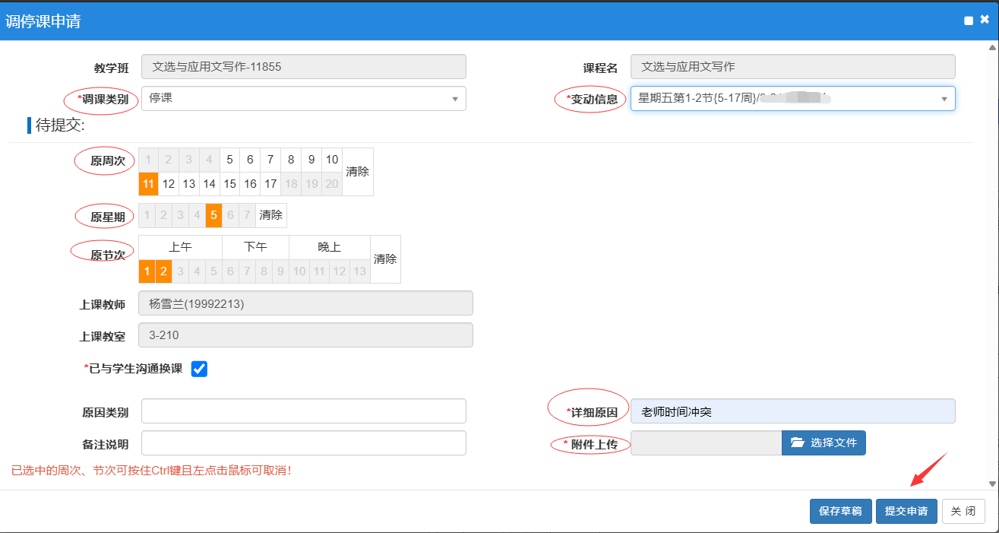 调停课申请
教学班 文选与应用文写作-11855 课程名 文选与应用文写作
*调课类别 停课 *变动信息 星期五第1-2节{5-17周}/
待提交:
原周次 1 2 3 4 5 6 7 8 9 10 清除
11 12 13 14 15 16 17 18 19 20
原星期 1 2 3 4 5 6 7 清除
原节次 上午 下午 晚上 清除
1 2 3 4 5 6 7 8 9 10 11 12 13
上课教师 杨雪兰(19992213)
上课教室 3-210
*已与学生沟通换课
原因类别 *详细原因 老师时间冲突
备注说明 *附件上传 选择文件
已选中的周次、节次可按住Ctrl键且左点击鼠标可取消!
保存草稿 提交申请 关 闭